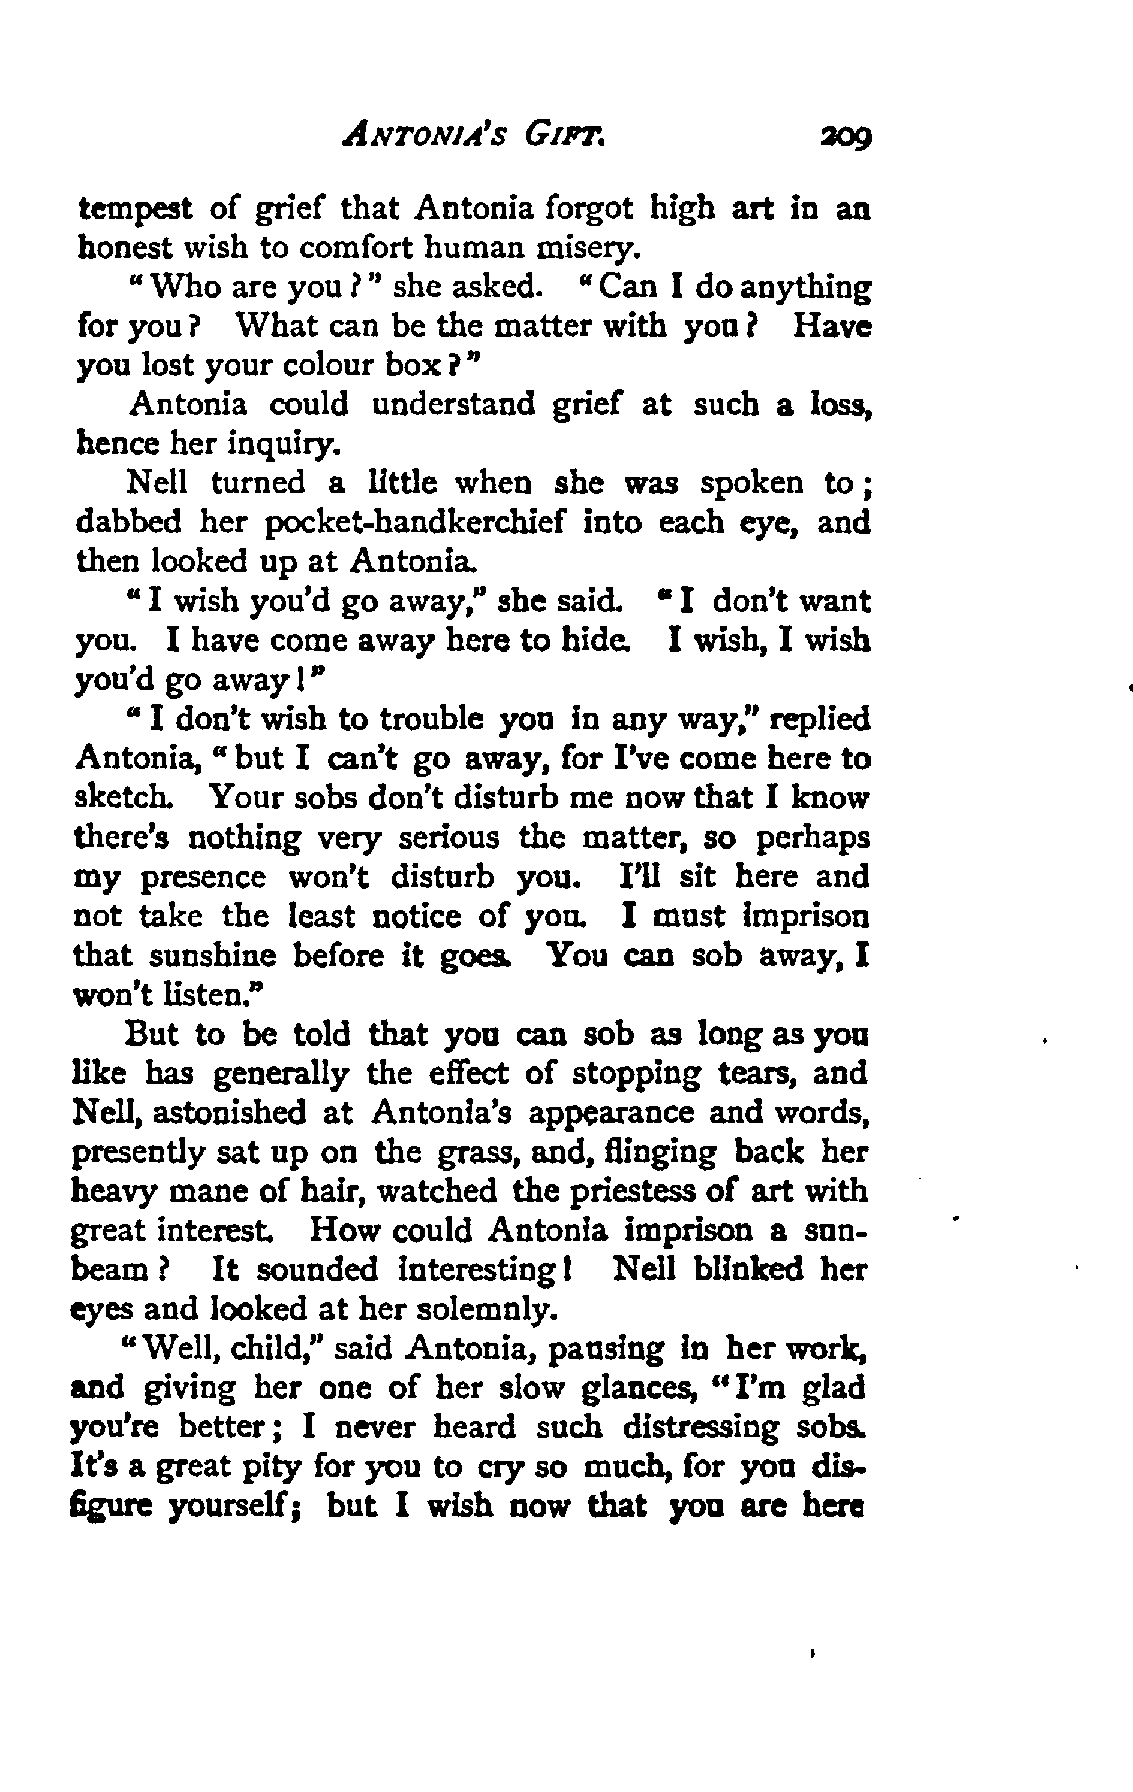 ANTONIA'S GIFT. 209
tempest of grief that Antonia forgot high art in an
honest wish to comfort human misery.
"Who are you?" she asked. "Can I do anything
for you? What can be the matter with you? Have
you lost your colour box?"
Antonia could understand grief at such a loss,
hence her inquiry.
Nell turned a little when she was spoken to;
dabbed her pocket-handkerchief into each eye, and
then looked up at Antonia.
"I wish you'd go away," she said. "I don't want
you. I have come away here to hide. I wish, I wish
you'd go away!"
"I don't wish to trouble you in any way," replied
Antonia, "but I can't go away, for I've come here to
sketch. Your sobs don't disturb me now that I know
there's nothing very serious the matter, so perhaps
my presence won't disturb you. I'll sit here and
not take the least notice of you. I must imprison
that sunshine before it goes. You can sob away, I
won't listen."
But to be told that you can sob as long as you
like has generally the effect of stopping tears, and
Nell, astonished at Antonia's appearance and words,
presently sat up on the grass, and, flinging back her
heavy mane of hair, watched the priestess of art with
great interest. How could Antonia imprison a sun-
beam? It sounded interesting! Nell blinked her
eyes and looked at her solemnly.
"Well, child," said Antonia, pausing in her work,
and giving her one of her slow glances, "I'm glad
you're better; I never heard such distressing sobs.
It's a great pity for you to cry so much, for you dis-
figure yourself; but I wish now that you are here